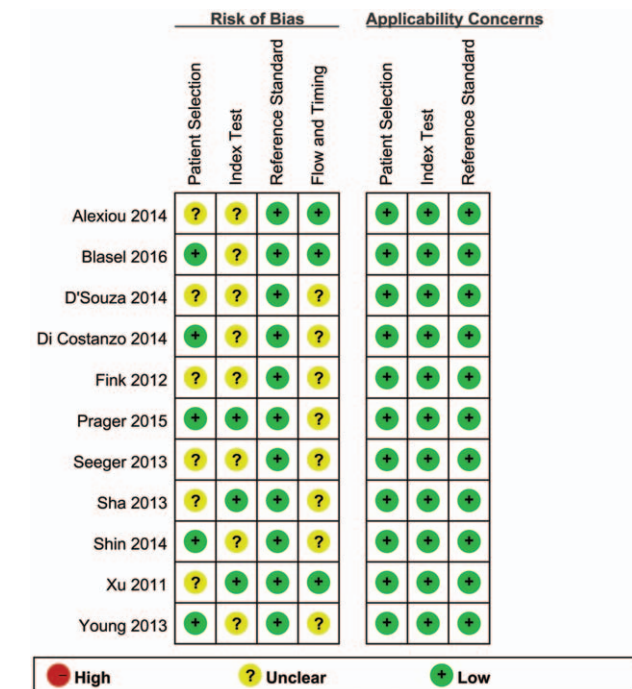 Risk of Bias Applicability Concerns
Patient Selection
Index Test
Reference Standard
Flow and Timing
Patient Selection
Index Test
Reference Standard
Alexiou 2014 ? ? + + + + +
Blasel 2016 + ? + + + + +
D'Souza 2014 ? ? + ? + + +
Di Costanzo 2014 + ? + ? + + +
Fink 2012 ? ? + ? + + +
Prager 2015 + + + ? + + +
Seeger 2013 ? ? + ? + + +
Sha 2013 ? + + ? + + +
Shin 2014 + ? + ? + + +
Xu 2011 ? + + + + + +
Young 2013 + ? + ? + + +
– High ? Unclear + Low